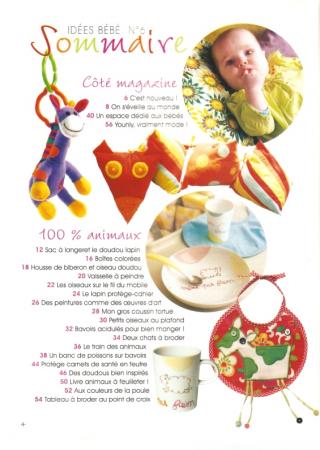 IDÉES BÉBÉ N°6
Sommaire
Côté magazine
6 C'est nouveau !
8 On s'éveille au monde
40 Un espace dédié aux bébés
56 Youniy, vraiment mode !
100 % animaux
12 Sac à langer et le doudou lapin
16 Boîtes colorées
18 Housse de biberon et oiseau doudou
20 Vaisselle à peindre
22 Les oiseaux sur le fil du mobile
24 Le lapin protège-cahier
26 Des peintures comme des œuvres d'art
28 Mon gros coussin tortue
30 Petits oiseaux au plafond
32 Bavoirs acidulés pour bien manger !
34 Deux chats à broder
36 Le train des animaux
38 Un banc de poissons sur bavoirs
44 Protège carnets de santé en feutre
46 Des doudous bien inspirés
50 Livre animaux à feuilleter !
52 Aux couleurs de la poule
54 Tableau à broder au point de croix
4